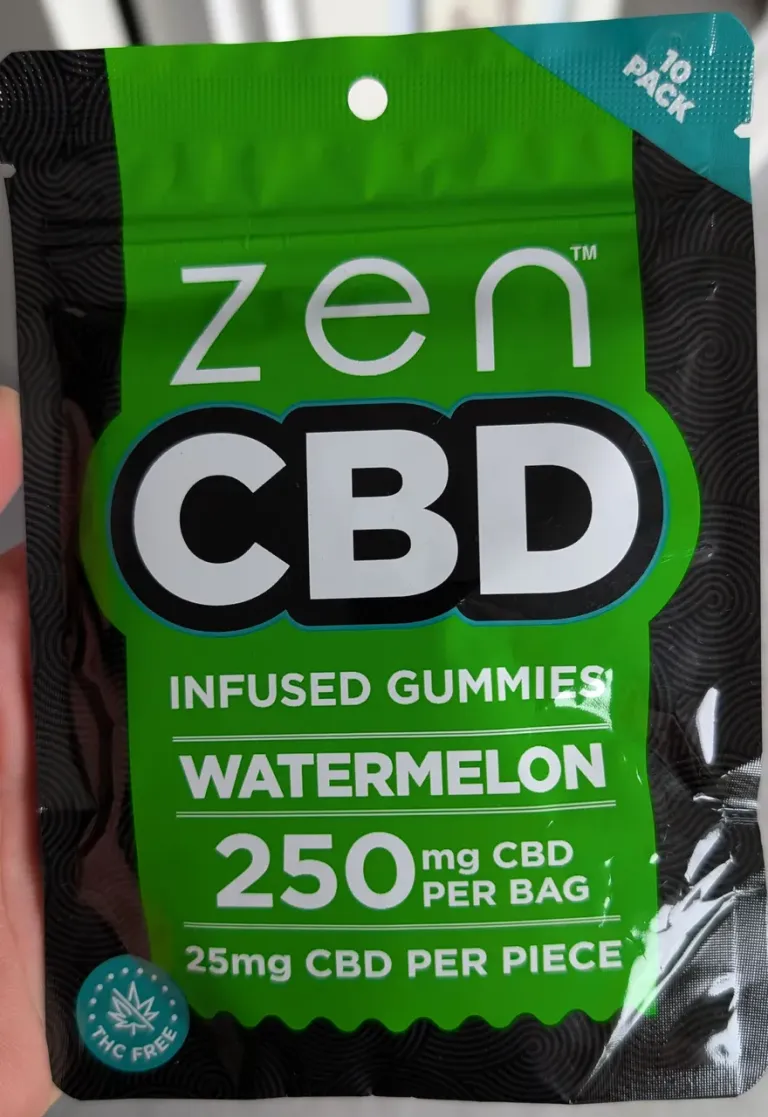 10
PACK
zen™
CBD
INFUSED GUMMIES
WATERMELON
250 mg CBD
PER BAG
25mg CBD PER PIECE
THC FREE